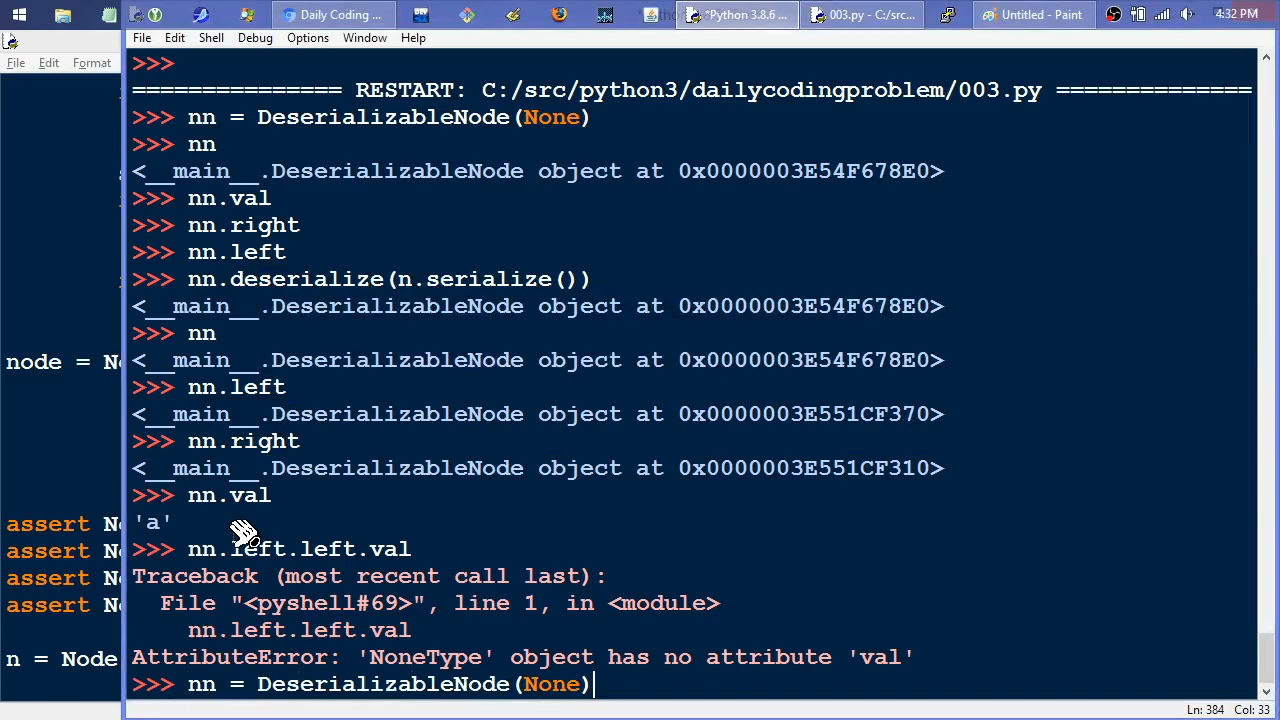 Daily Coding ...
*Python 3.8.6 ...
003.py - C:/src/...
Untitled - Paint
4:32 PM
File Edit Format
File Edit Shell Debug Options Window Help
>>>
=============== RESTART: C:/src/python3/dailycodingproblem/003.py ==============
>>> nn = DeserializableNode(None)
>>> nn
<__main__.DeserializableNode object at 0x0000003E54F678E0>
>>> nn.val
>>> nn.right
>>> nn.left
>>> nn.deserialize(n.serialize())
<__main__.DeserializableNode object at 0x0000003E54F678E0>
>>> nn
<__main__.DeserializableNode object at 0x0000003E54F678E0>
>>> nn.left
<__main__.DeserializableNode object at 0x0000003E551CF370>
>>> nn.right
<__main__.DeserializableNode object at 0x0000003E551CF310>
>>> nn.val
'a'
>>> nn.left.left.val
Traceback (most recent call last):
File "<pyshell#69>", line 1, in <module>
nn.left.left.val
AttributeError: 'NoneType' object has no attribute 'val'
>>> nn = DeserializableNode(None)
node = No
assert No
assert No
assert No
assert No
n = Node
Ln: 384 Col: 33